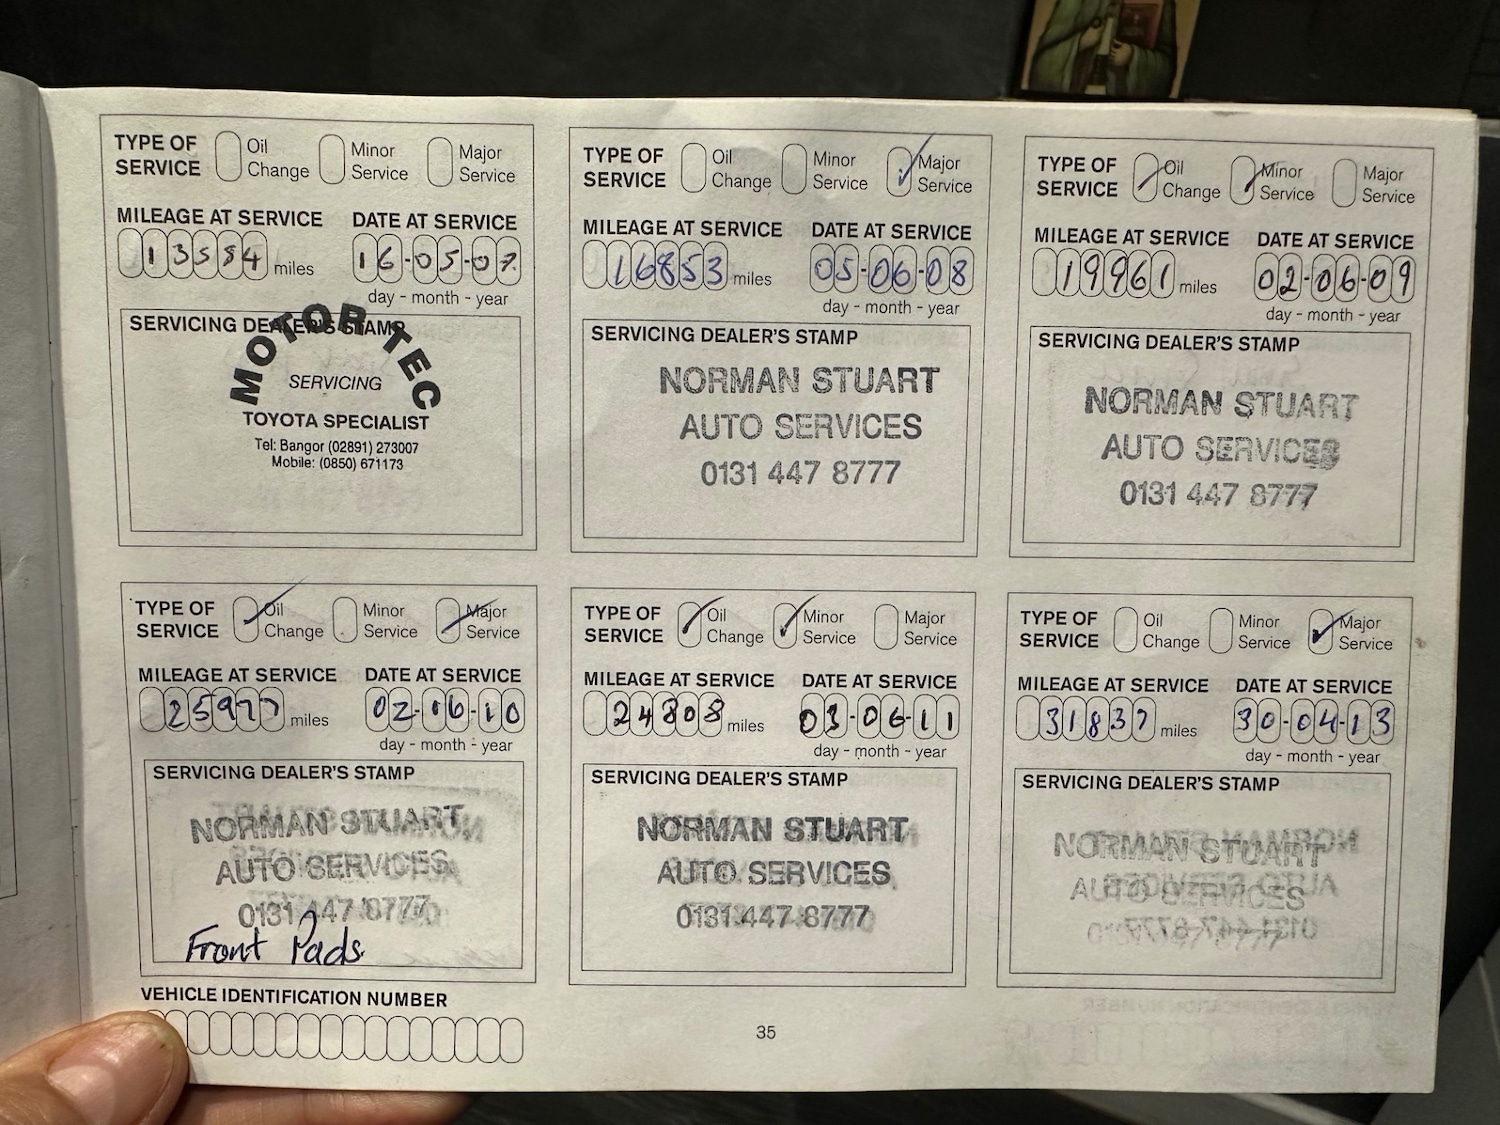 TYPE OF SERVICE Oil Change Minor Service Major Service
MILEAGE AT SERVICE DATE AT SERVICE
13584 miles 16-05-07
day - month - year
SERVICING DEALER'S STAMP
MOTOR TEC
SERVICING
TOYOTA SPECIALIST
Tel: Bangor (02891) 273007
Mobile: (0850) 671173
TYPE OF SERVICE Oil Change Minor Service Major Service
MILEAGE AT SERVICE DATE AT SERVICE
16853 miles 05-06-08
day - month - year
SERVICING DEALER'S STAMP
NORMAN STUART
AUTO SERVICES
0131 447 8777
TYPE OF SERVICE Oil Change Minor Service Major Service
MILEAGE AT SERVICE DATE AT SERVICE
19961 miles 02-06-09
day - month - year
SERVICING DEALER'S STAMP
NORMAN STUART
AUTO SERVICES
0131 447 8777
TYPE OF SERVICE Oil Change Minor Service Major Service
MILEAGE AT SERVICE DATE AT SERVICE
miles 02-06-10
day - month - year
SERVICING DEALER'S STAMP
NORMAN STUART
AUTO SERVICES
0131 447 8777
Front Pads
TYPE OF SERVICE Oil Change Minor Service Major Service
MILEAGE AT SERVICE DATE AT SERVICE
24808 miles 03-06-11
day - month - year
SERVICING DEALER'S STAMP
NORMAN STUART
AUTO SERVICES
0131 447 8777
TYPE OF SERVICE Oil Change Minor Service Major Service
MILEAGE AT SERVICE DATE AT SERVICE
31837 miles 30-04-13
day - month - year
SERVICING DEALER'S STAMP
NORMAN STUART
AUTO SERVICES
VEHICLE IDENTIFICATION NUMBER
35